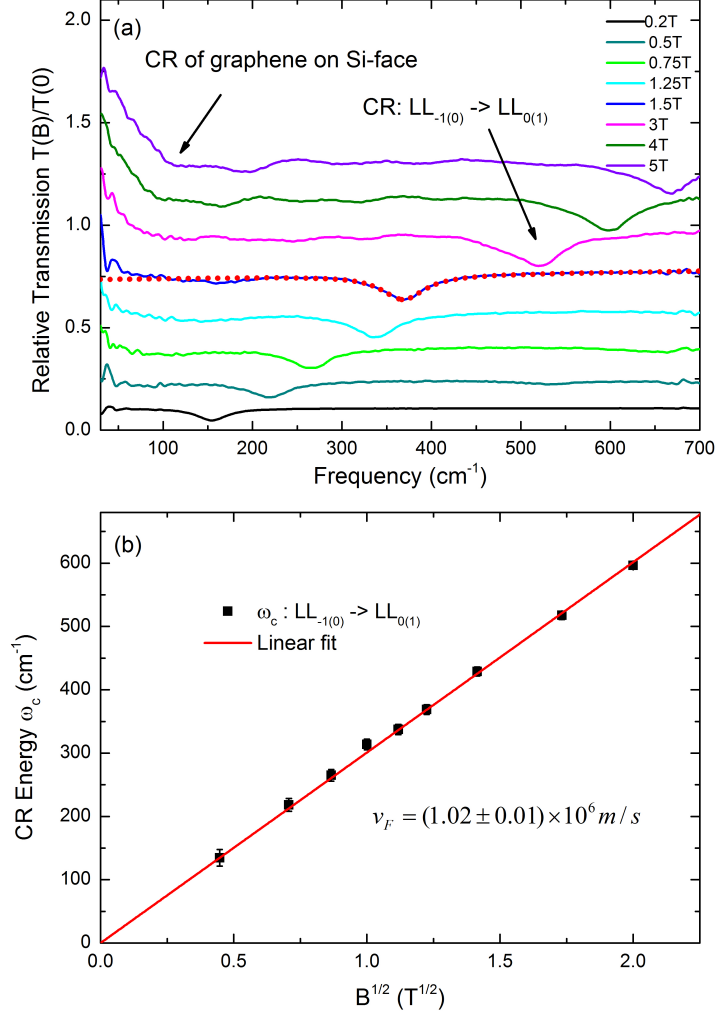 (a)
CR of graphene on Si-face
CR: LL-1(0) -> LL0(1)
0.2T
0.5T
0.75T
1.25T
1.5T
3T
4T
5T
2.0
1.5
1.0
0.5
0.0
Relative Transmission T(B)/T(0)
100 200 300 400 500 600 700
Frequency (cm-1)
(b)
ωc : LL-1(0) -> LL0(1)
Linear fit
vF = (1.02 ± 0.01) × 10^6 m / s
600
500
400
300
200
100
0
CR Energy ωc (cm-1)
0.0 0.5 1.0 1.5 2.0
B1/2 (T1/2)